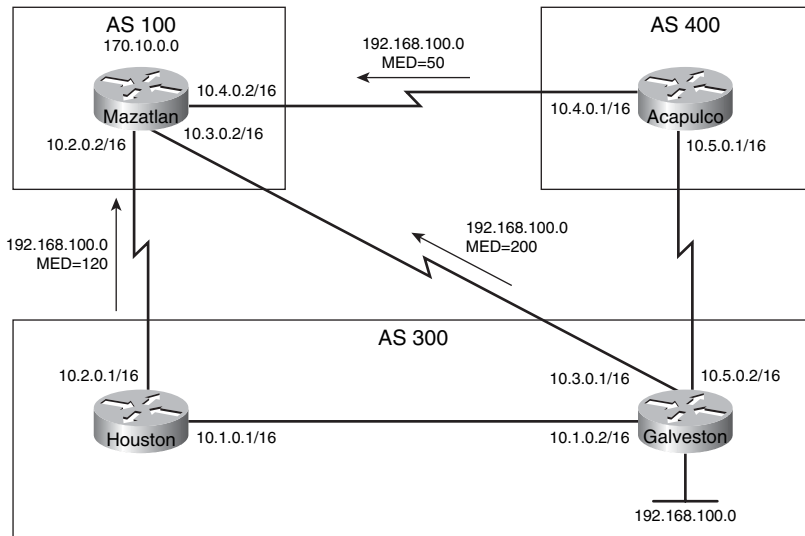 AS 100
170.10.0.0
192.168.100.0
MED=50
AS 400
10.4.0.2/16
10.4.0.1/16
Mazatlan
Acapulco
10.3.0.2/16
10.2.0.2/16
10.5.0.1/16
192.168.100.0
MED=120
192.168.100.0
MED=200
AS 300
10.2.0.1/16
10.3.0.1/16
10.5.0.2/16
Houston
10.1.0.1/16
10.1.0.2/16
Galveston
192.168.100.0